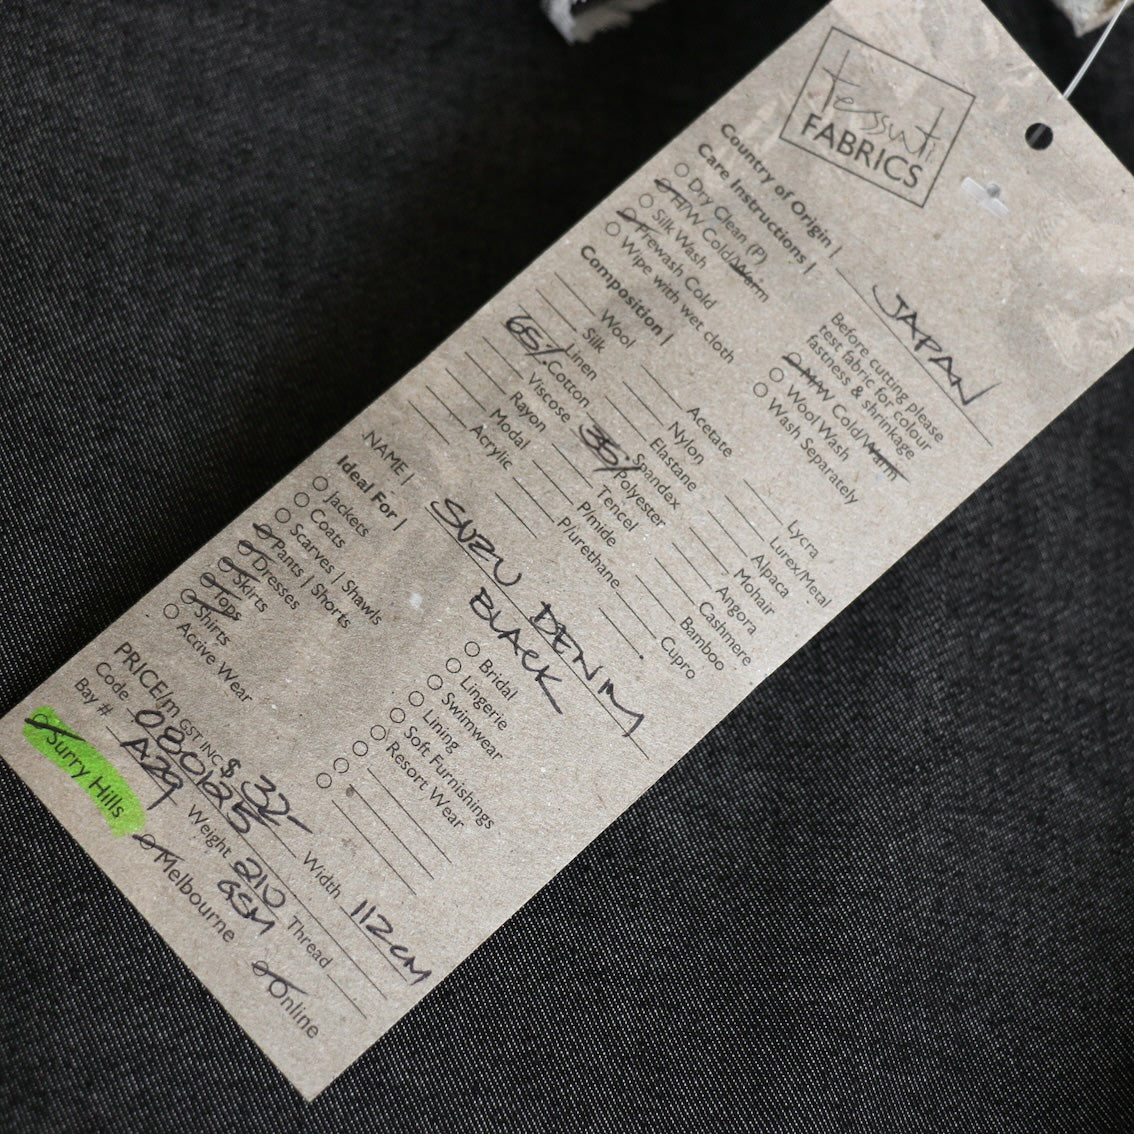 tessuti
FABRICS
Country of Origin | JAPAN
Care Instructions |
Dry Clean (P)
H/W Cold/Warm
Silk Wash
Prewash Cold
Wipe with wet cloth
Before cutting please
test fabric for colour
fastness & shrinkage
M/W Cold/Warm
Wool Wash
Wash Separately
Composition |
Wool
Silk
Linen
65% Cotton
Viscose
Rayon
Modal
Acrylic
Acetate
Nylon
Elastane
Spandex
35% Polyester
Tencel
P/mide
P/urethane
Lycra
Lurex/Metal
Alpaca
Mohair
Angora
Cashmere
Bamboo
Cupro
NAME | SUZU DENIM
BLACK
Ideal For |
Jackets
Coats
Scarves | Shawls
Pants | Shorts
Dresses
Skirts
Tops
Shirts
Active Wear
Bridal
Lingerie
Swimwear
Lining
Soft Furnishings
Resort Wear
PRICE/m GST INC $ 32-
Code 080125 Width 112cm
Bay # A29 Weight 210 GSM Thread
Surry Hills Melbourne Online